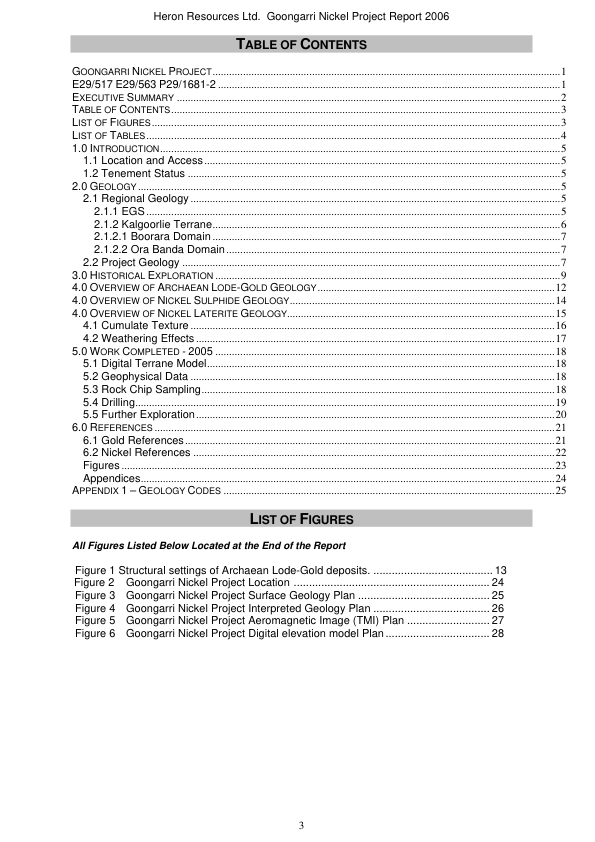 Heron Resources Ltd.  Goongarri Nickel Project Report 2006
TABLE OF CONTENTS
GOONGARRI NICKEL PROJECT...........1
E29/517 E29/563 P29/1681-2...........1
EXECUTIVE SUMMARY...........2
TABLE OF CONTENTS...........3
LIST OF FIGURES...........3
LIST OF TABLES...........4
1.0 INTRODUCTION...........5
1.1 Location and Access...........5
1.2 Tenement Status...........5
2.0 GEOLOGY...........5
2.1 Regional Geology...........5
2.1.1 EGS...........5
2.1.2 Kalgoorlie Terrane...........6
2.1.2.1 Boorara Domain...........7
2.1.2.2 Ora Banda Domain...........7
2.2 Project Geology...........7
3.0 HISTORICAL EXPLORATION...........9
4.0 OVERVIEW OF ARCHAEAN LODE-GOLD GEOLOGY...........12
4.0 OVERVIEW OF NICKEL SULPHIDE GEOLOGY...........14
4.0 OVERVIEW OF NICKEL LATERITE GEOLOGY...........15
4.1 Cumulate Texture...........16
4.2 Weathering Effects...........17
5.0 WORK COMPLETED - 2005...........18
5.1 Digital Terrane Model...........18
5.2 Geophysical Data...........18
5.3 Rock Chip Sampling...........18
5.4 Drilling...........19
5.5 Further Exploration...........20
6.0 REFERENCES...........21
6.1 Gold References...........21
6.2 Nickel References...........22
Figures...........23
Appendices...........24
APPENDIX 1 – GEOLOGY CODES...........25
LIST OF FIGURES
All Figures Listed Below Located at the End of the Report
Figure 1 Structural settings of Archaean Lode-Gold deposits. ........... 13
Figure 2 Goongarri Nickel Project Location ........... 24
Figure 3 Goongarri Nickel Project Surface Geology Plan ........... 25
Figure 4 Goongarri Nickel Project Interpreted Geology Plan ........... 26
Figure 5 Goongarri Nickel Project Aeromagnetic Image (TMI) Plan ........... 27
Figure 6 Goongarri Nickel Project Digital elevation model Plan ........... 28
3